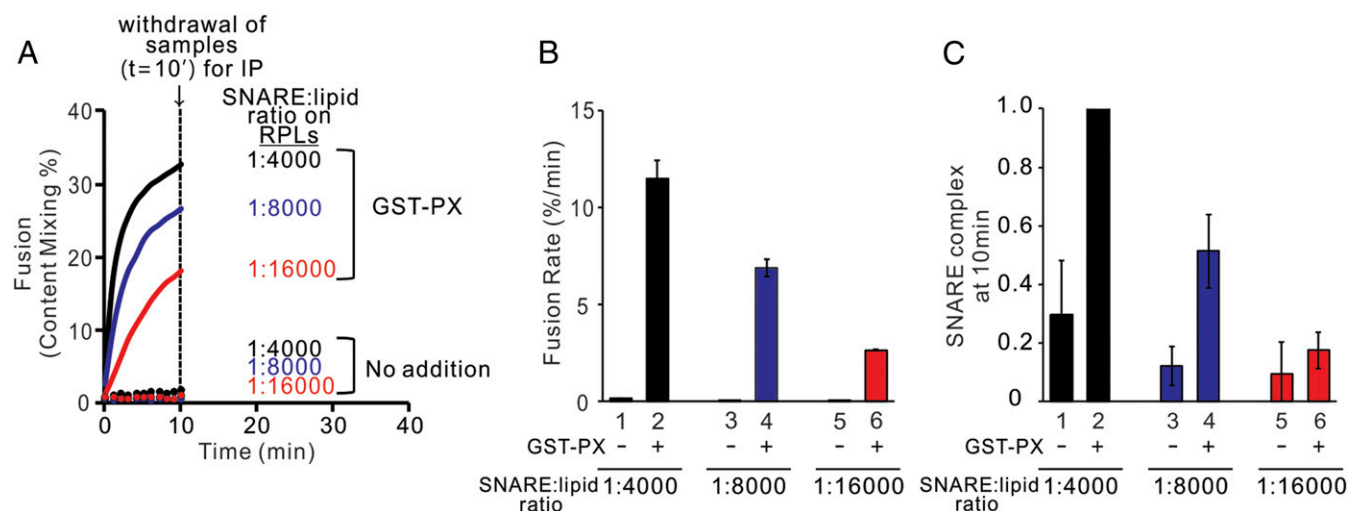 A
withdrawal of
samples
(t=10') for IP
↓
SNARE:lipid
ratio on
RPLs
1:4000
1:8000
1:16000
GST-PX
1:4000
1:8000
1:16000
No addition
Fusion
(Content Mixing %)
40
30
20
10
0
0 10 20 30 40
Time (min)
B
Fusion Rate (%/min)
15
10
5
0
1 2 3 4 5 6
GST-PX - + - + - +
SNARE:lipid
ratio
1:4000 1:8000 1:16000
C
SNARE complex
at 10min
1.0
0.8
0.6
0.4
0.2
0
1 2 3 4 5 6
GST-PX - + - + - +
SNARE:lipid
ratio
1:4000 1:8000 1:16000